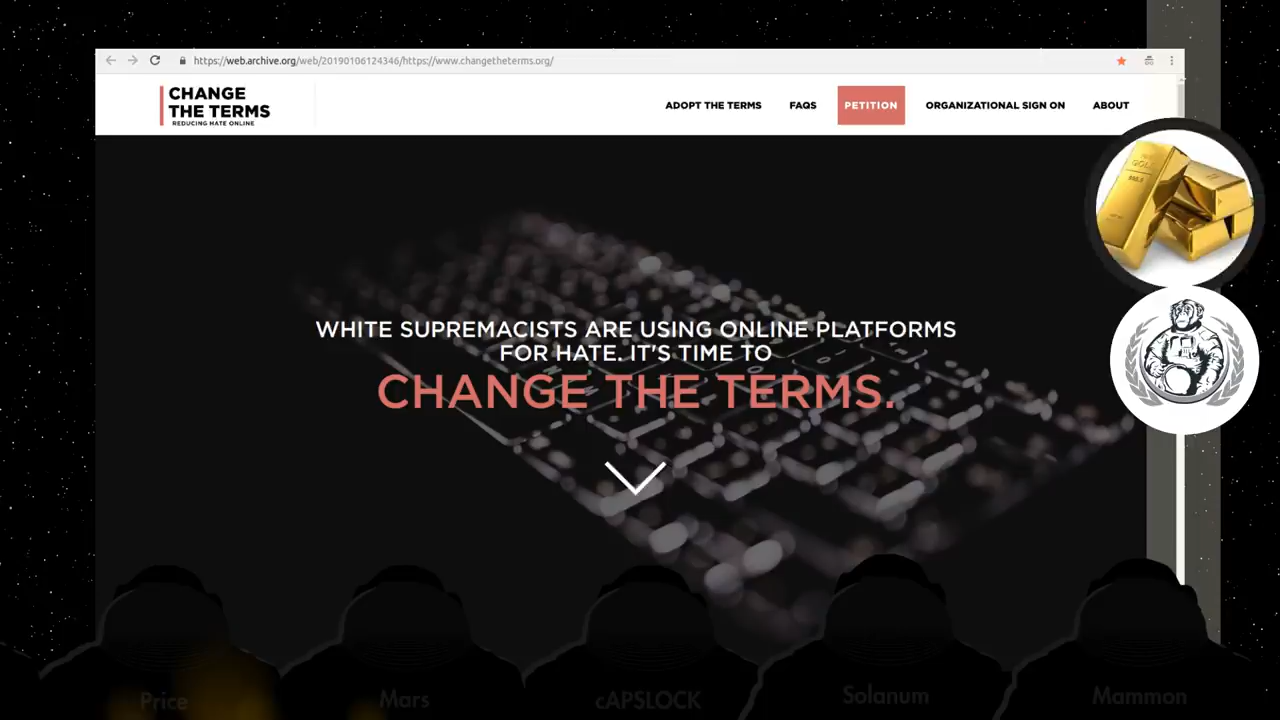 https://web.archive.org/web/20190106124346/https://www.changetheterms.org/
CHANGE
THE TERMS
REDUCING HATE ONLINE
ADOPT THE TERMS FAQS PETITION ORGANIZATIONAL SIGN ON ABOUT
WHITE SUPREMACISTS ARE USING ONLINE PLATFORMS
FOR HATE. IT'S TIME TO
CHANGE THE TERMS.
Price Mars cAPSLOCK Solanum Mammon